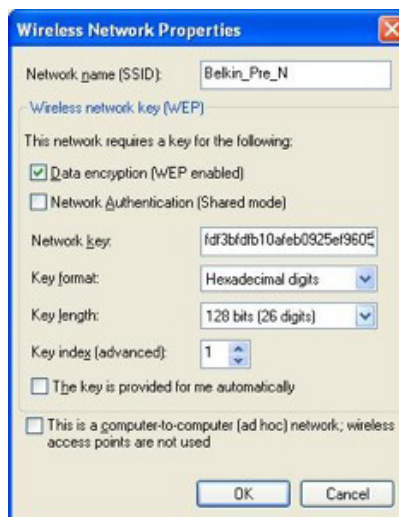 Wireless Network Properties
Network name (SSID): Belkin_Pre_N
Wireless network key (WEP)
This network requires a key for the following:
Data encryption (WEP enabled)
Network Authentication (Shared mode)
Network key: fdf3bfdfb10afeb0925ef9605
Key format: Hexadecimal digits
Key length: 128 bits (26 digits)
Key index (advanced): 1
The key is provided for me automatically
This is a computer-to-computer (ad hoc) network; wireless
access points are not used
OK Cancel